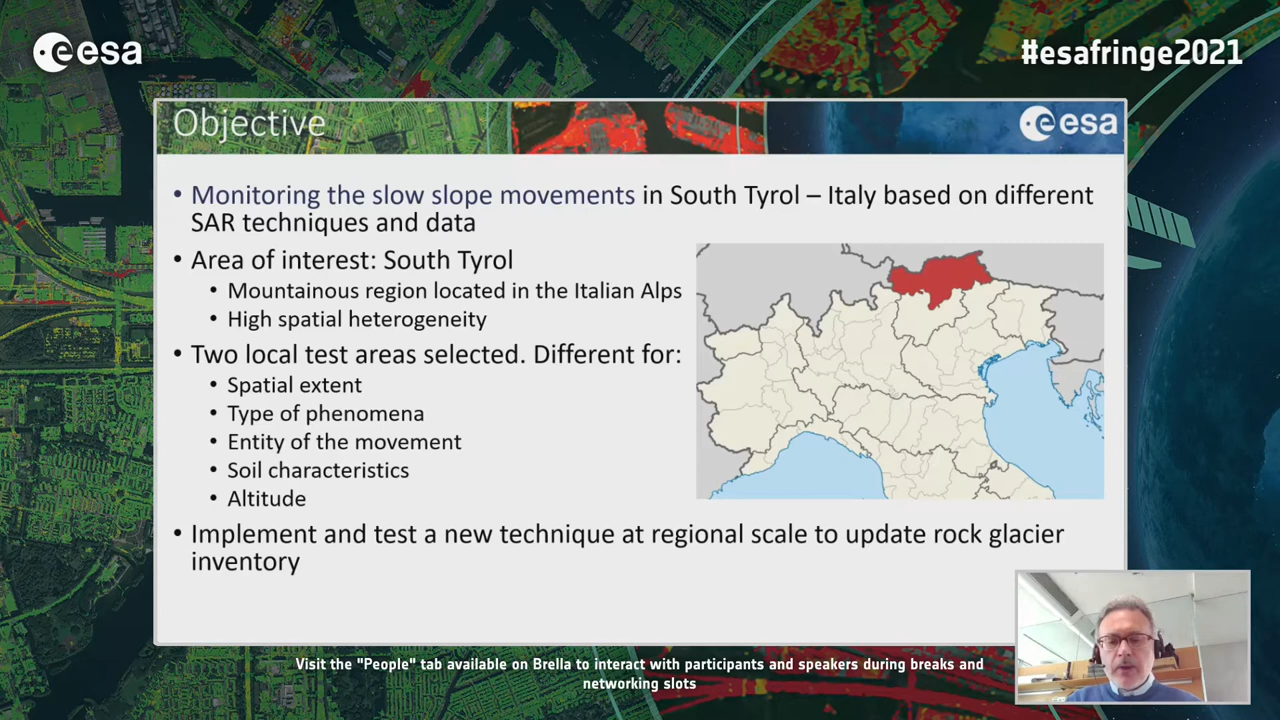 esa
#esafringe2021
Objective
esa
• Monitoring the slow slope movements in South Tyrol – Italy based on different
SAR techniques and data
• Area of interest: South Tyrol
• Mountainous region located in the Italian Alps
• High spatial heterogeneity
• Two local test areas selected. Different for:
• Spatial extent
• Type of phenomena
• Entity of the movement
• Soil characteristics
• Altitude
• Implement and test a new technique at regional scale to update rock glacier
inventory
Visit the "People" tab available on Brella to interact with participants and speakers during breaks and
networking slots